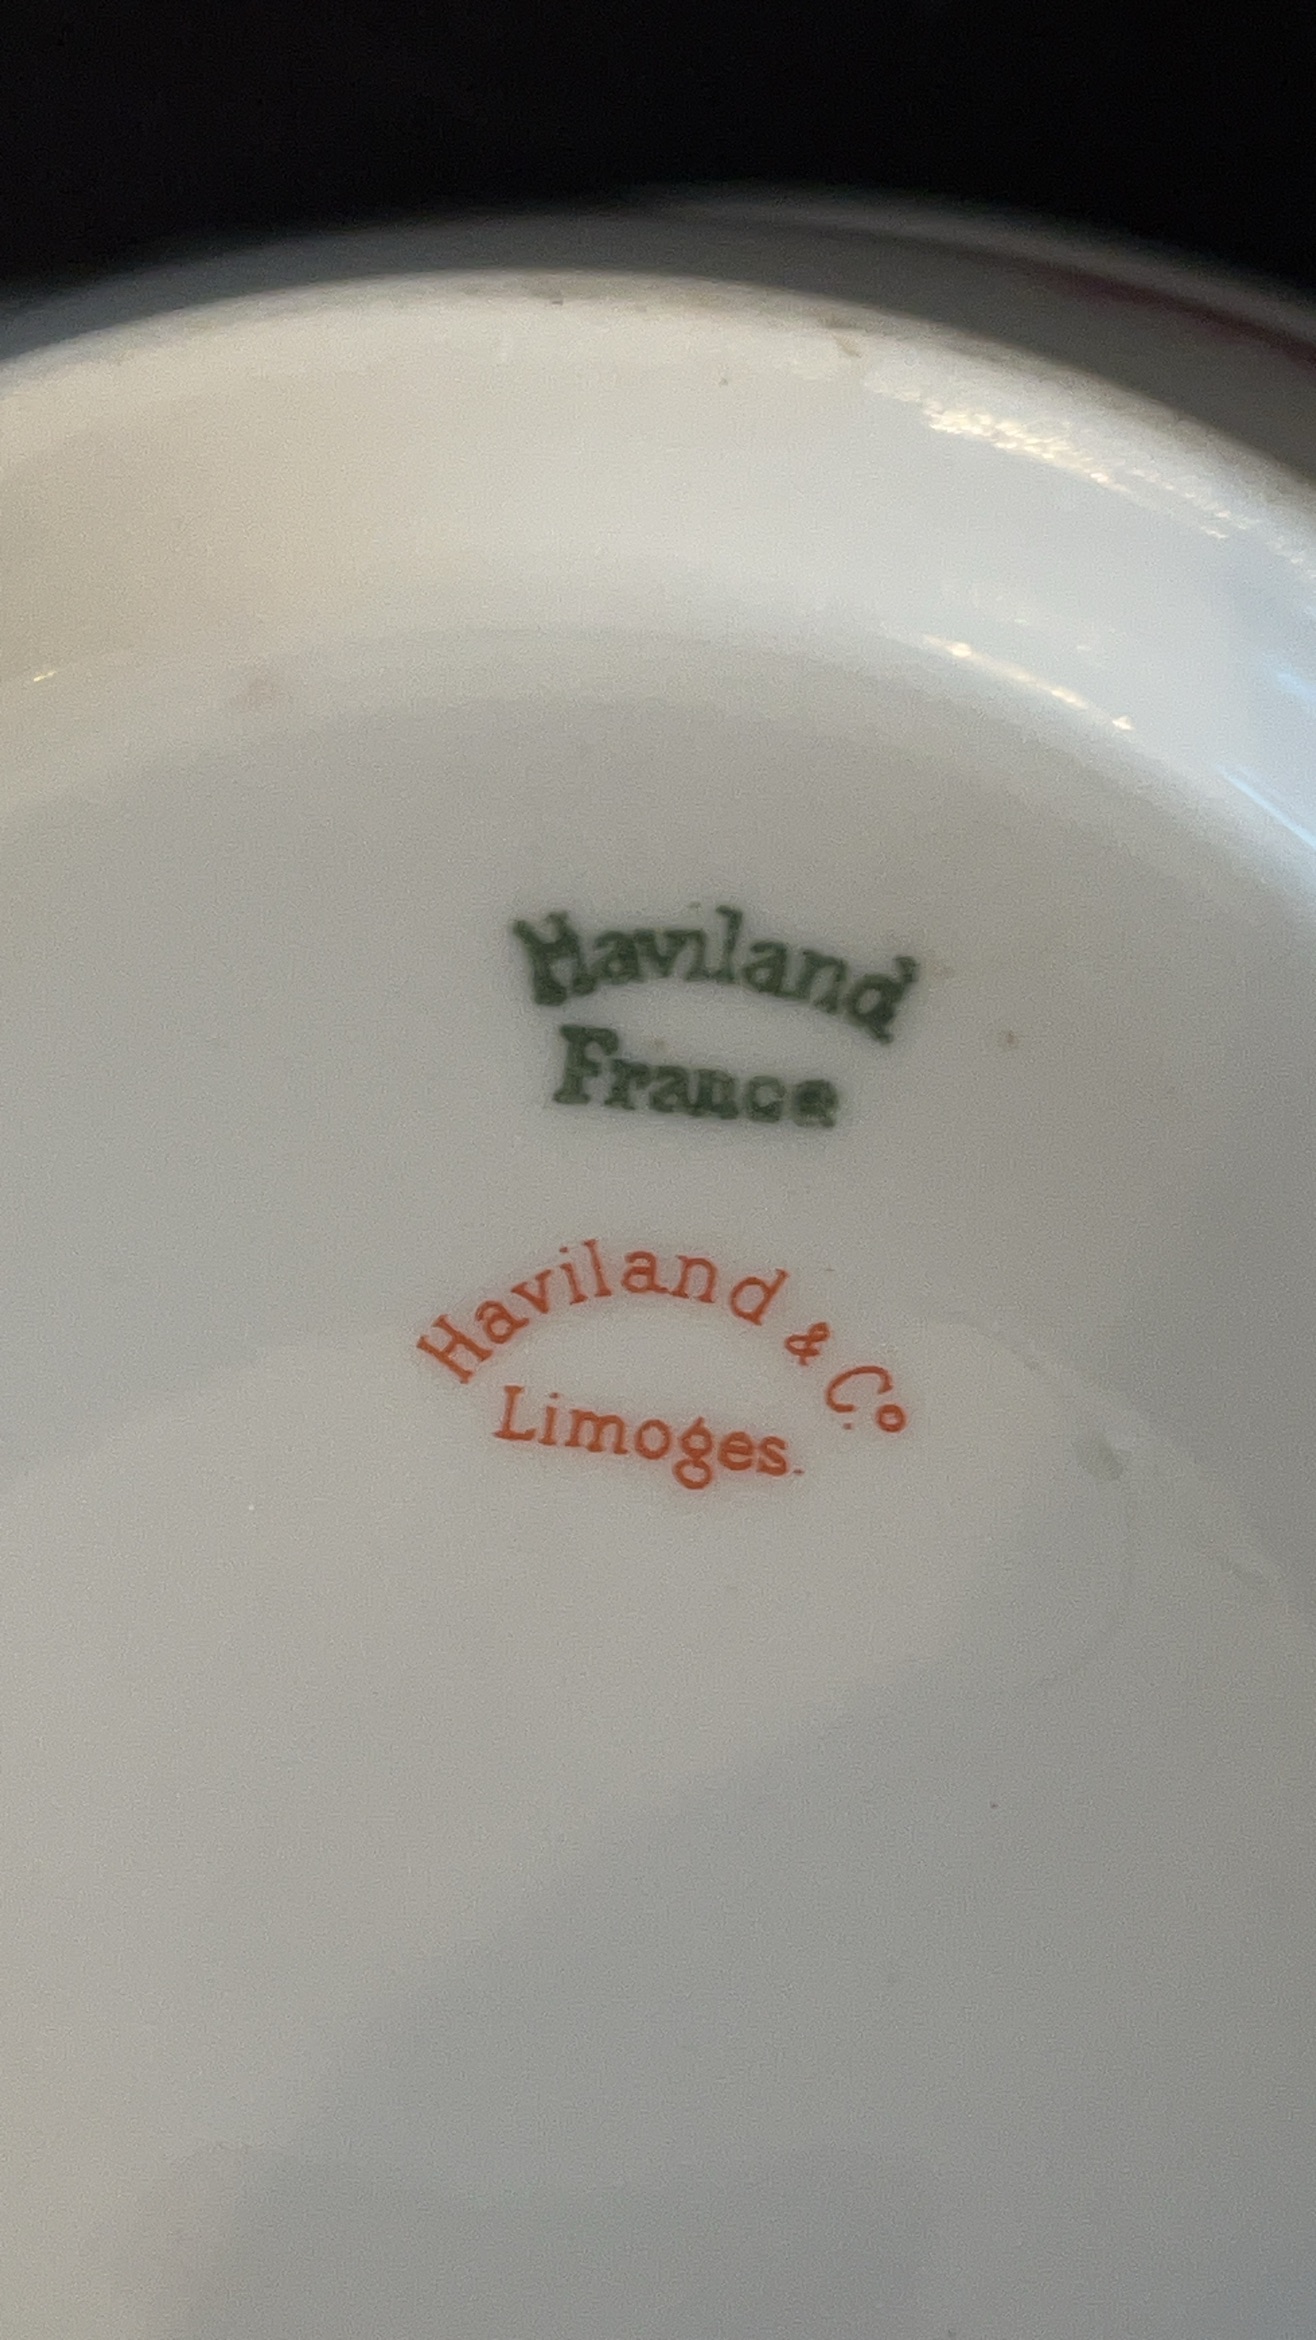 Haviland
France
Haviland & Co
Limoges.